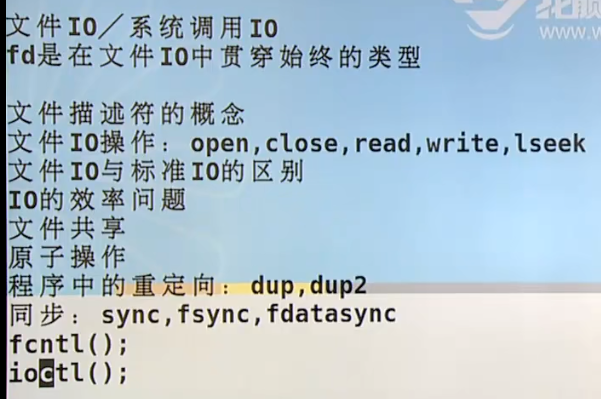 文件IO/系统调用IO
fd是在文件IO中贯穿始终的类型
文件描述符的概念
文件IO操作：open,close,read,write,lseek
文件IO与标准IO的区别
IO的效率问题
文件共享
原子操作
程序中的重定向：dup,dup2
同步：sync,fsync,fdatasync
fcntl();
ioctl();